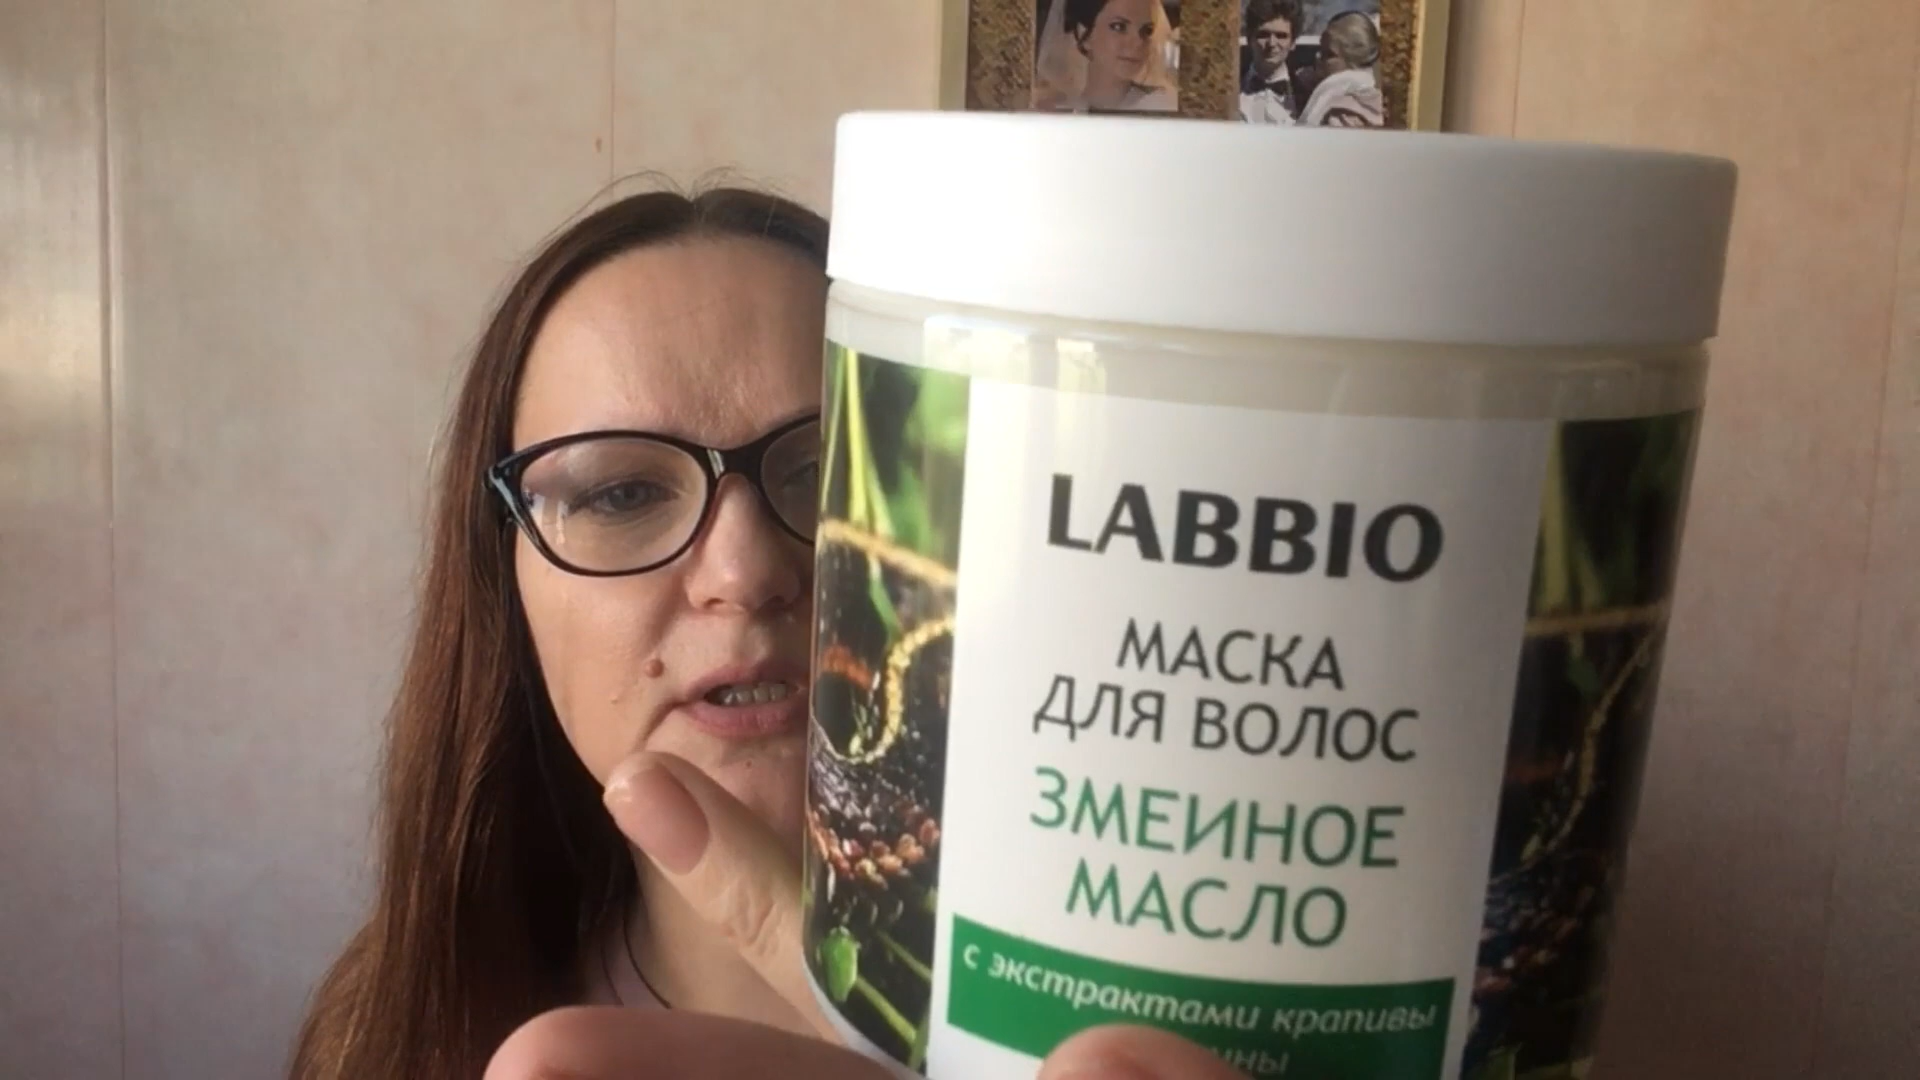 LABBIO
МАСКА
ДЛЯ ВОЛОС
ЗМЕИНОЕ
МАСЛО
с экстрактами крапивы